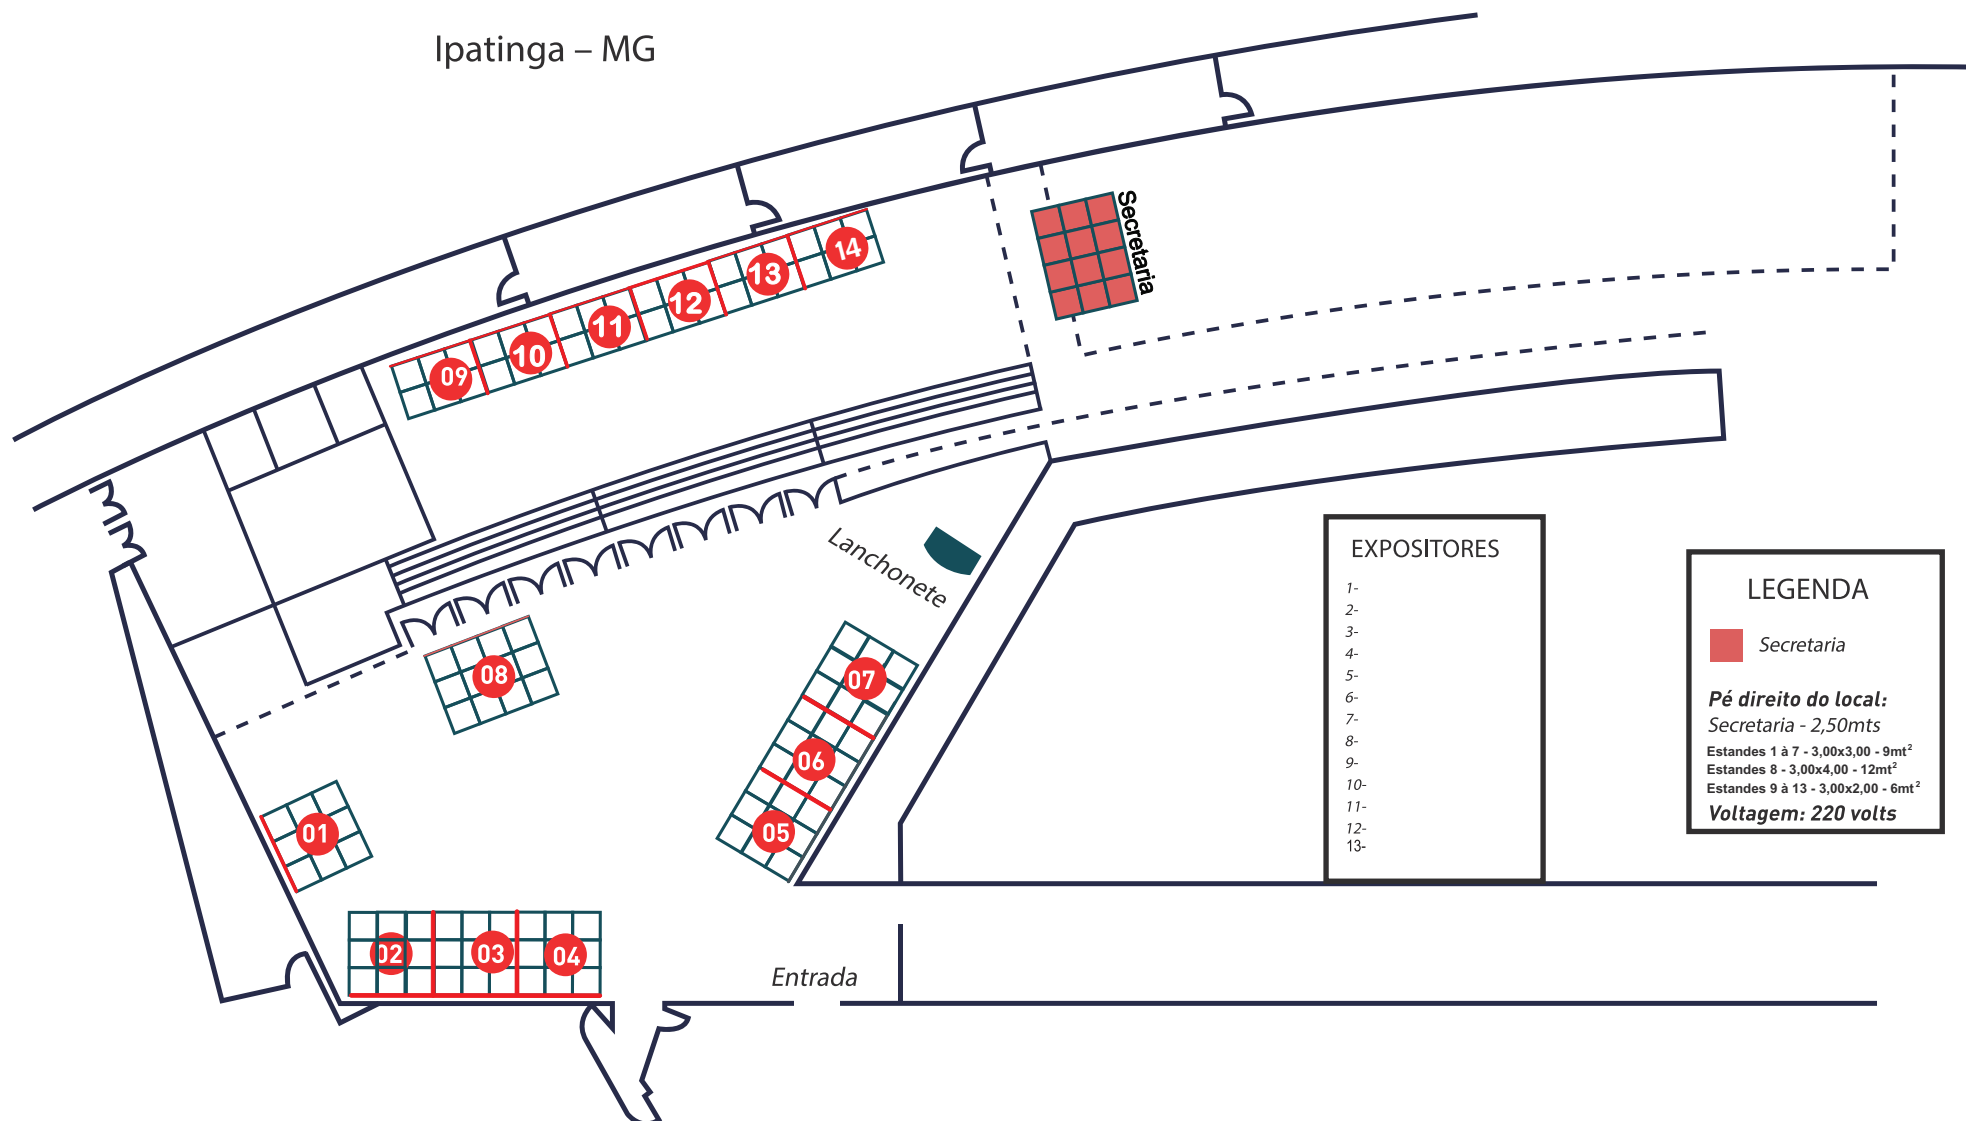 Ipatinga – MG
Secretaria
14
13
12
11
10
09
Lanchonete
08
07
06
05
01
02
03
04
Entrada
EXPOSITORES
1-
2-
3-
4-
5-
6-
7-
8-
9-
10-
11-
12-
13-
LEGENDA
Secretaria
Pé direito do local:
Secretaria - 2,50mts
Estandes 1 à 7 - 3,00x3,00 - 9mt²
Estandes 8 - 3,00x4,00 - 12mt²
Estandes 9 à 13 - 3,00x2,00 - 6mt²
Voltagem: 220 volts